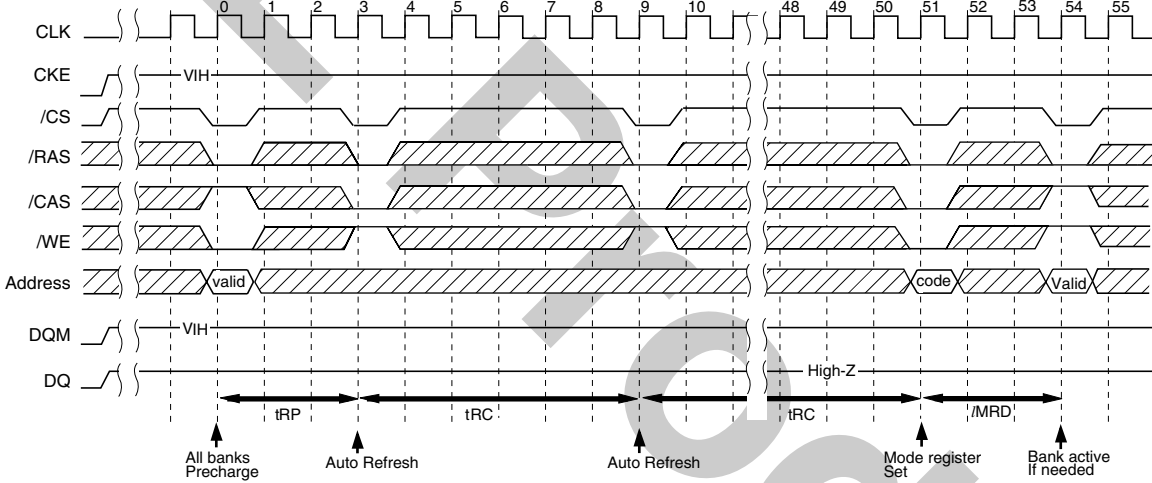 0 1 2 3 4 5 6 7 8 9 10 48 49 50 51 52 53 54 55
CLK
CKE VIH
/CS
/RAS
/CAS
/WE
Address valid code Valid
DQM VIH
DQ High-Z
tRP tRC tRC lMRD
All banks
Precharge
Auto Refresh
Auto Refresh
Mode register
Set
Bank active
If needed